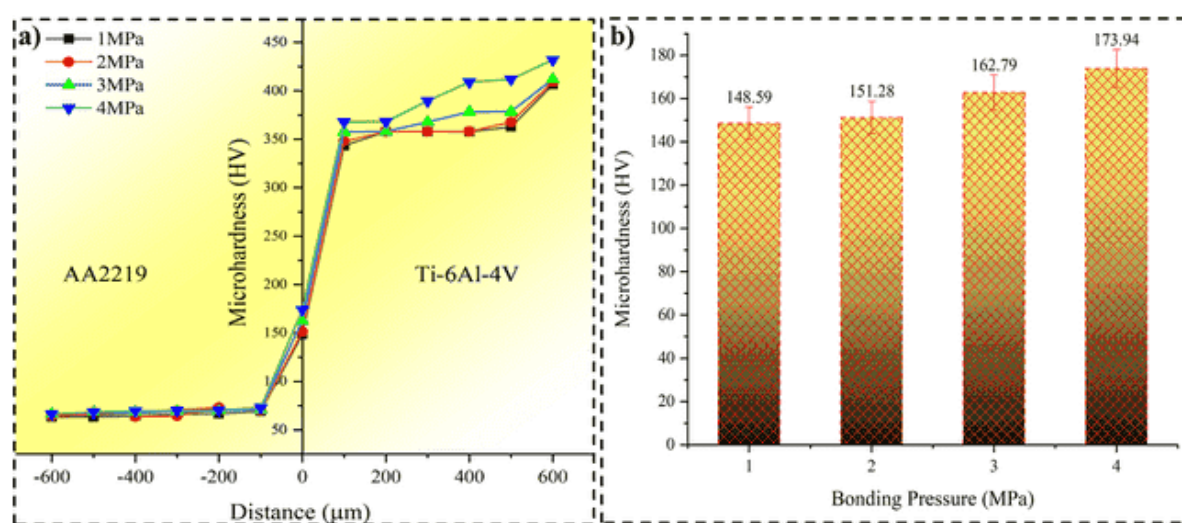 a)
1MPa
2MPa
3MPa
4MPa
450
400
350
300
250
200
150
100
50
Microhardness (HV)
AA2219
Ti-6Al-4V
-600
-400
-200
0
200
400
600
Distance (μm)
b)
180
160
140
120
100
80
60
40
20
0
Microhardness (HV)
148.59
151.28
162.79
173.94
1
2
3
4
Bonding Pressure (MPa)